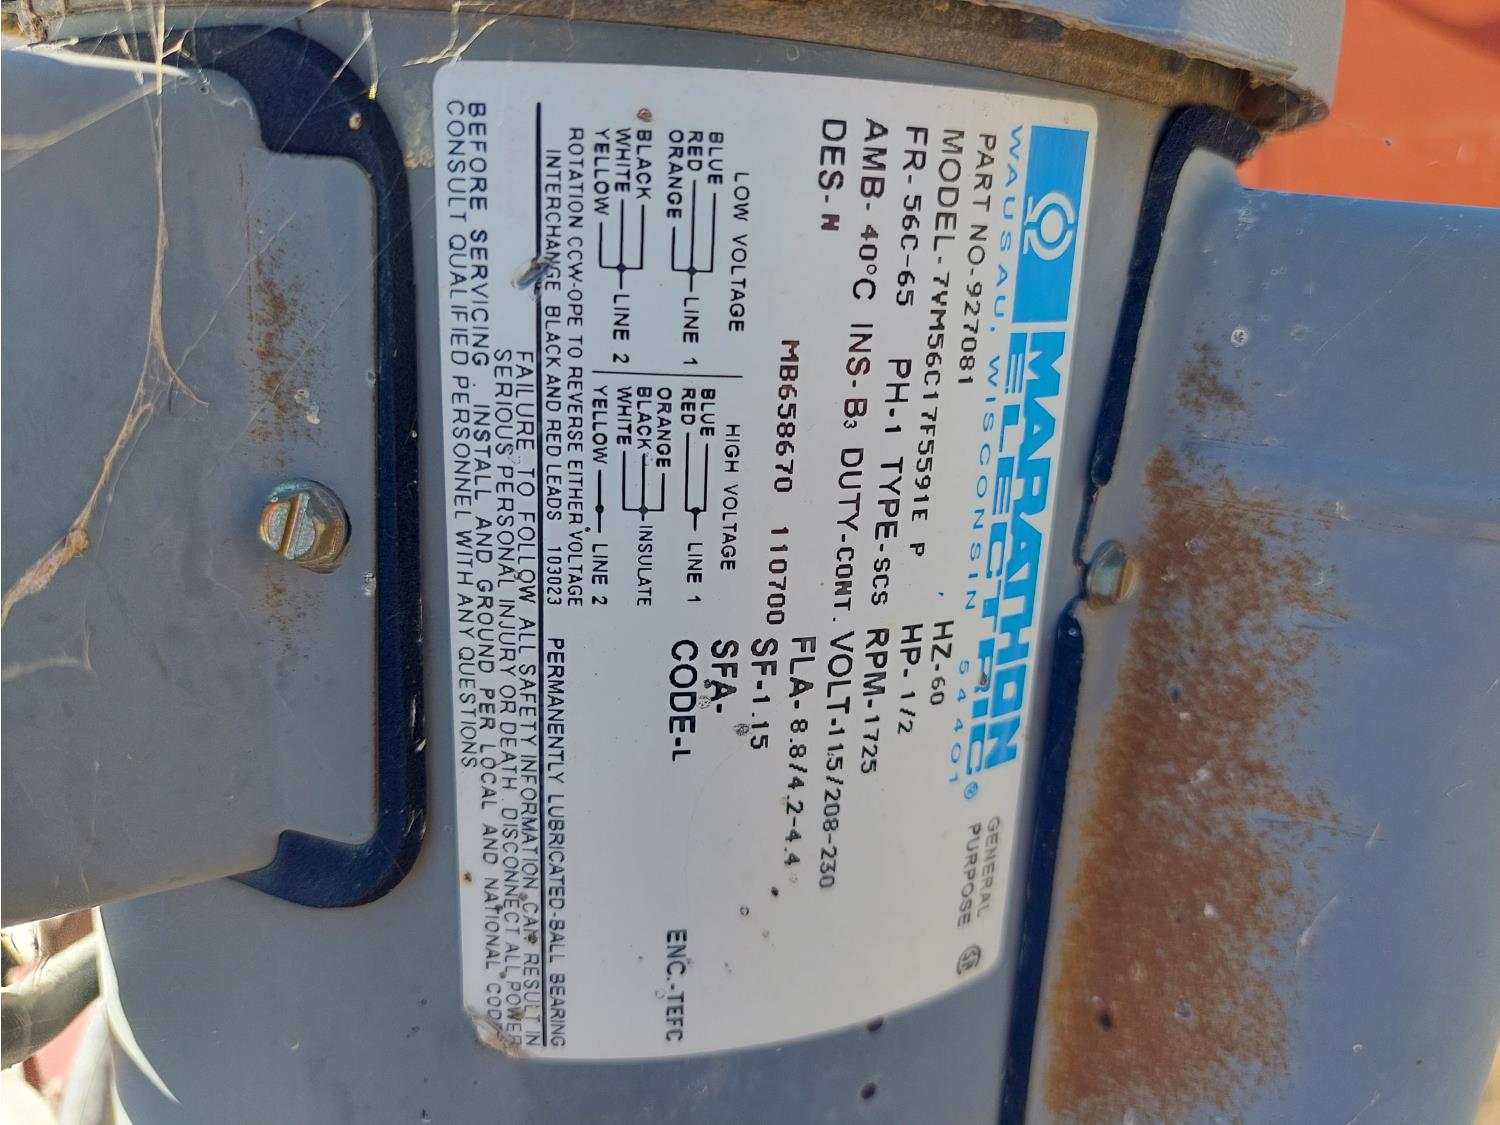 MARATHON
ELECTRIC®
WAUSAU, WISCONSIN 54401
GENERAL
PURPOSE
PART NO-927081
MODEL-7VM56C17F5591E P HZ-60
FR-56C-65 PH-1 TYPE-SCS HP-1/2
AMB-40°C INS-B3 DUTY-CONT. RPM-1725
DES-N VOLT-115/208-230
FLA-8.8/4.2-4.4
MB658670 110700 SF-1.15
SFA-
CODE-L
ENC.-TEFC
LOW VOLTAGE
BLUE
RED LINE 1
ORANGE
BLACK
WHITE LINE 2
YELLOW
HIGH VOLTAGE
BLUE LINE 1
RED
ORANGE
BLACK INSULATE
WHITE
YELLOW LINE 2
ROTATION CCW-OPE TO REVERSE EITHER VOLTAGE
INTERCHANGE BLACK AND RED LEADS 103023
PERMANENTLY LUBRICATED-BALL BEARING
FAILURE TO FOLLOW ALL SAFETY INFORMATION CAN RESULT IN
SERIOUS PERSONAL INJURY OR DEATH. DISCONNECT ALL POWER
BEFORE SERVICING. INSTALL AND GROUND PER LOCAL AND NATIONAL CODES
CONSULT QUALIFIED PERSONNEL WITH ANY QUESTIONS